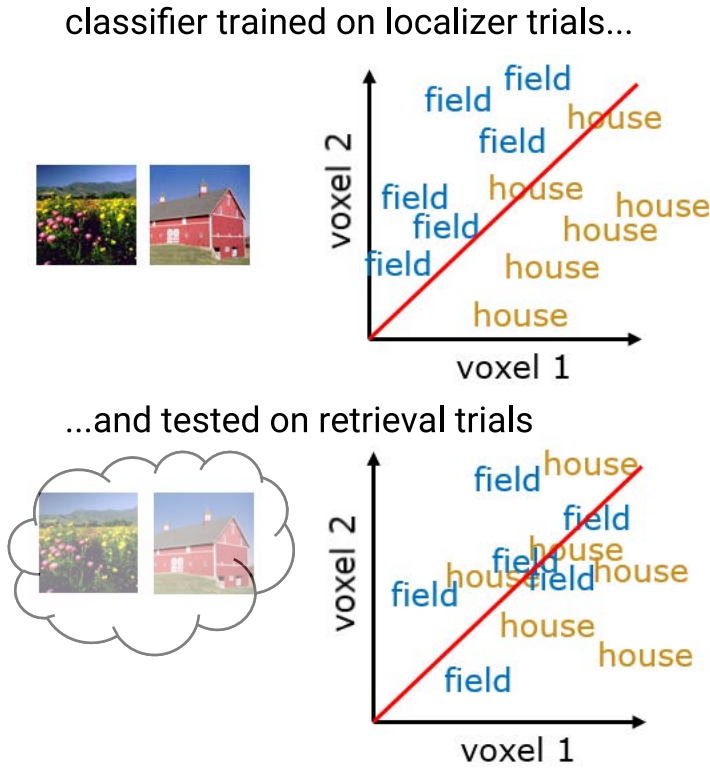 classifier trained on localizer trials...
field
field
house
field
house
field
house
field
house
field
house
house
voxel 2
voxel 1
...and tested on retrieval trials
house
field
field
house
field
house
field
house
field
house
house
field
voxel 2
voxel 1